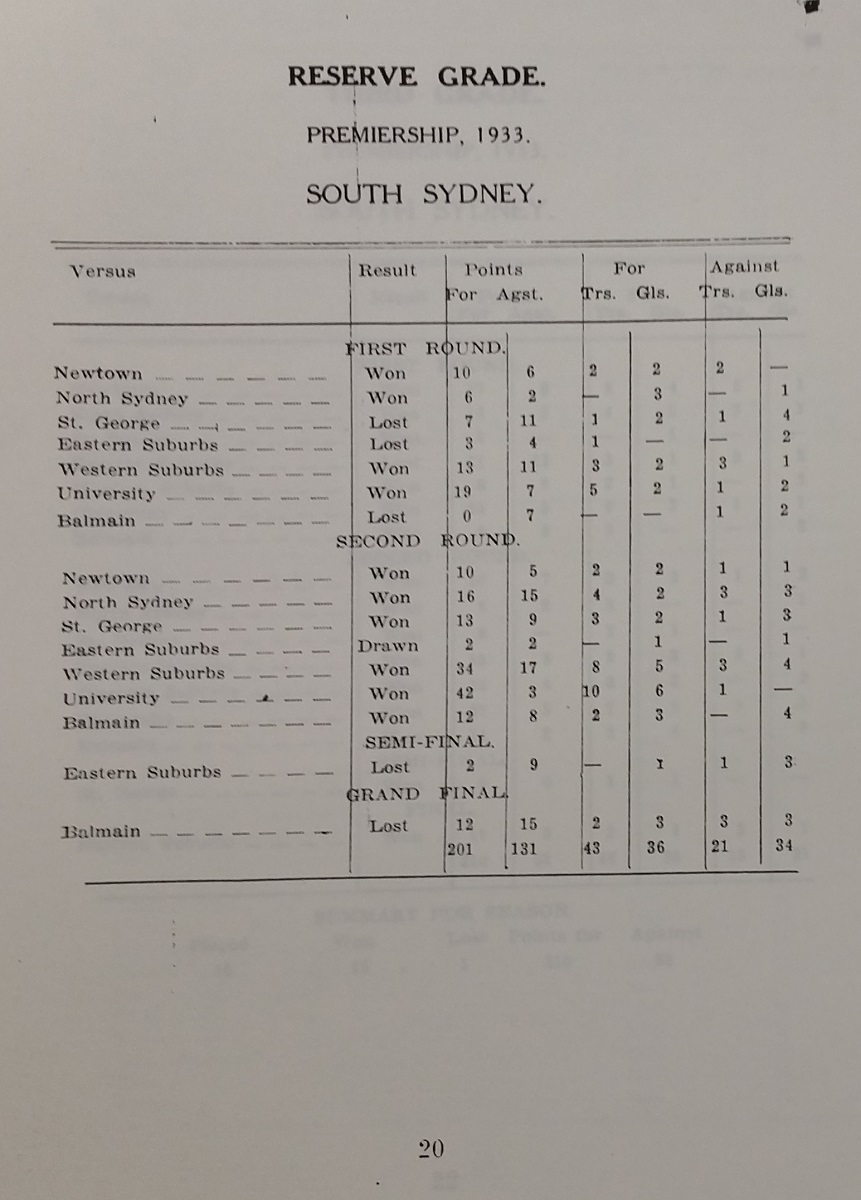 RESERVE GRADE.
PREMIERSHIP, 1933.
SOUTH SYDNEY.
Versus Result Points For Against
For Agst. Trs. Gls. Trs. Gls.
FIRST ROUND.
Newtown Won 10 6 2 2 2 —
North Sydney Won 6 2 — 3 — 1
St. George Lost 7 11 1 2 1 4
Eastern Suburbs Lost 3 4 1 — — 2
Western Suburbs Won 13 11 3 2 3 1
University Won 19 7 5 2 1 2
Balmain Lost 0 7 — — 1 2
SECOND ROUND.
Newtown Won 10 5 2 2 1 1
North Sydney Won 16 15 4 2 3 3
St. George Won 13 9 3 2 1 3
Eastern Suburbs Drawn 2 2 — 1 — 1
Western Suburbs Won 34 17 8 5 3 4
University Won 42 3 10 6 1 —
Balmain Won 12 8 2 3 — 4
SEMI-FINAL.
Eastern Suburbs Lost 2 9 — 1 1 3
GRAND FINAL
Balmain Lost 12 15 2 3 3 3
201 131 43 36 21 34
20